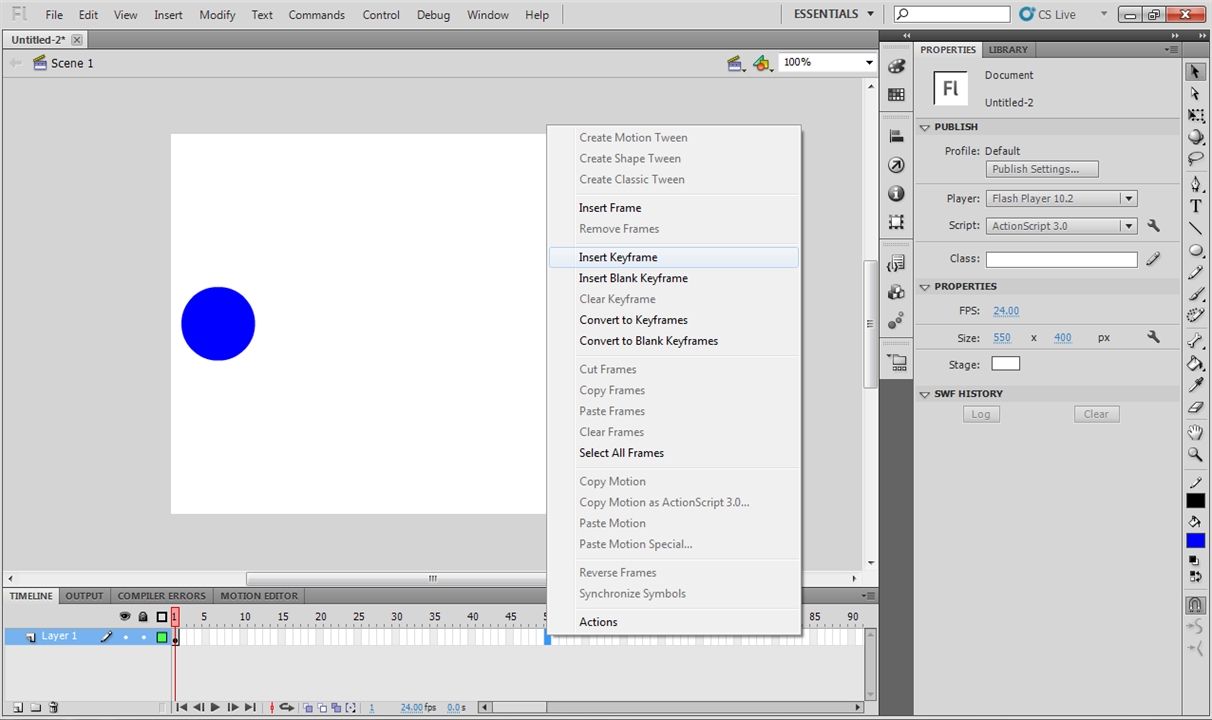 Fl File Edit View Insert Modify Text Commands Control Debug Window Help ESSENTIALS CS Live
Untitled-2*
Scene 1 100%
Create Motion Tween
Create Shape Tween
Create Classic Tween
Insert Frame
Remove Frames
Insert Keyframe
Insert Blank Keyframe
Clear Keyframe
Convert to Keyframes
Convert to Blank Keyframes
Cut Frames
Copy Frames
Paste Frames
Clear Frames
Select All Frames
Copy Motion
Copy Motion as ActionScript 3.0...
Paste Motion
Paste Motion Special...
Reverse Frames
Synchronize Symbols
Actions
PROPERTIES LIBRARY
Fl Document
Untitled-2
PUBLISH
Profile: Default
Publish Settings...
Player: Flash Player 10.2
Script: ActionScript 3.0
Class:
PROPERTIES
FPS: 24.00
Size: 550 x 400 px
Stage:
SWF HISTORY
Log Clear
T
TIMELINE OUTPUT COMPILER ERRORS MOTION EDITOR
1 5 10 15 20 25 30 35 40 45 85 90
Layer 1
1 24.00 fps 0.0 s